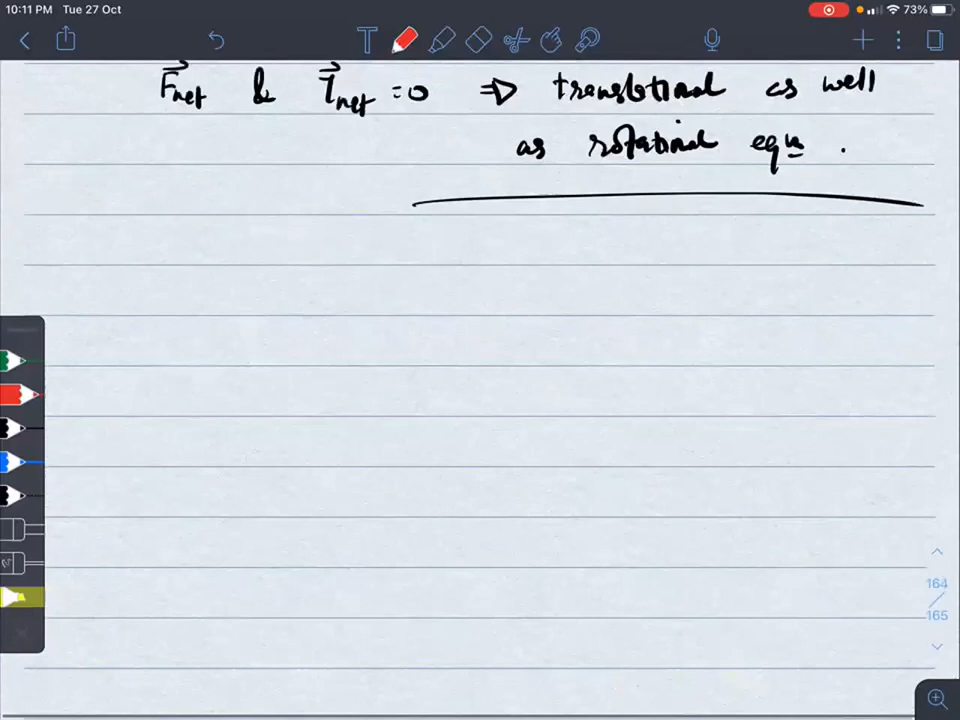 10:11 PM Tue 27 Oct 73%
F⃗net & τ⃗net = 0 ⇒ translational as well
as rotational eqm .
164
165